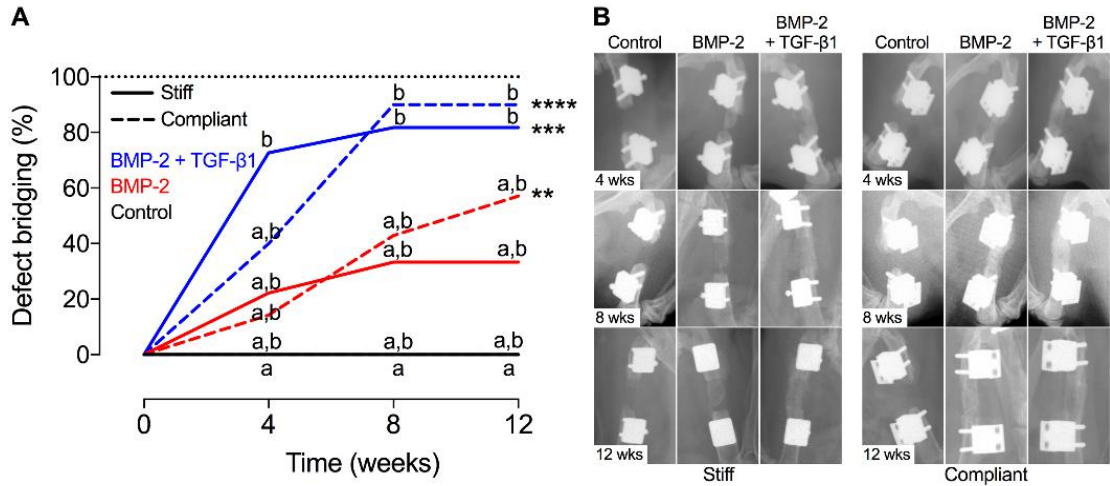 A
Defect bridging (%)
100
80
60
40
20
0
Stiff
Compliant
BMP-2 + TGF-β1
BMP-2
Control
b
b
b
b
b
****
***
a,b
a,b
**
a,b
a,b
a,b
a,b
a,b
a,b
a,b
a,b
a,b
a
a
a
0
4
8
12
Time (weeks)
B
Control
BMP-2
BMP-2
+ TGF-β1
Control
BMP-2
BMP-2
+ TGF-β1
4 wks
4 wks
8 wks
8 wks
12 wks
12 wks
Stiff
Compliant